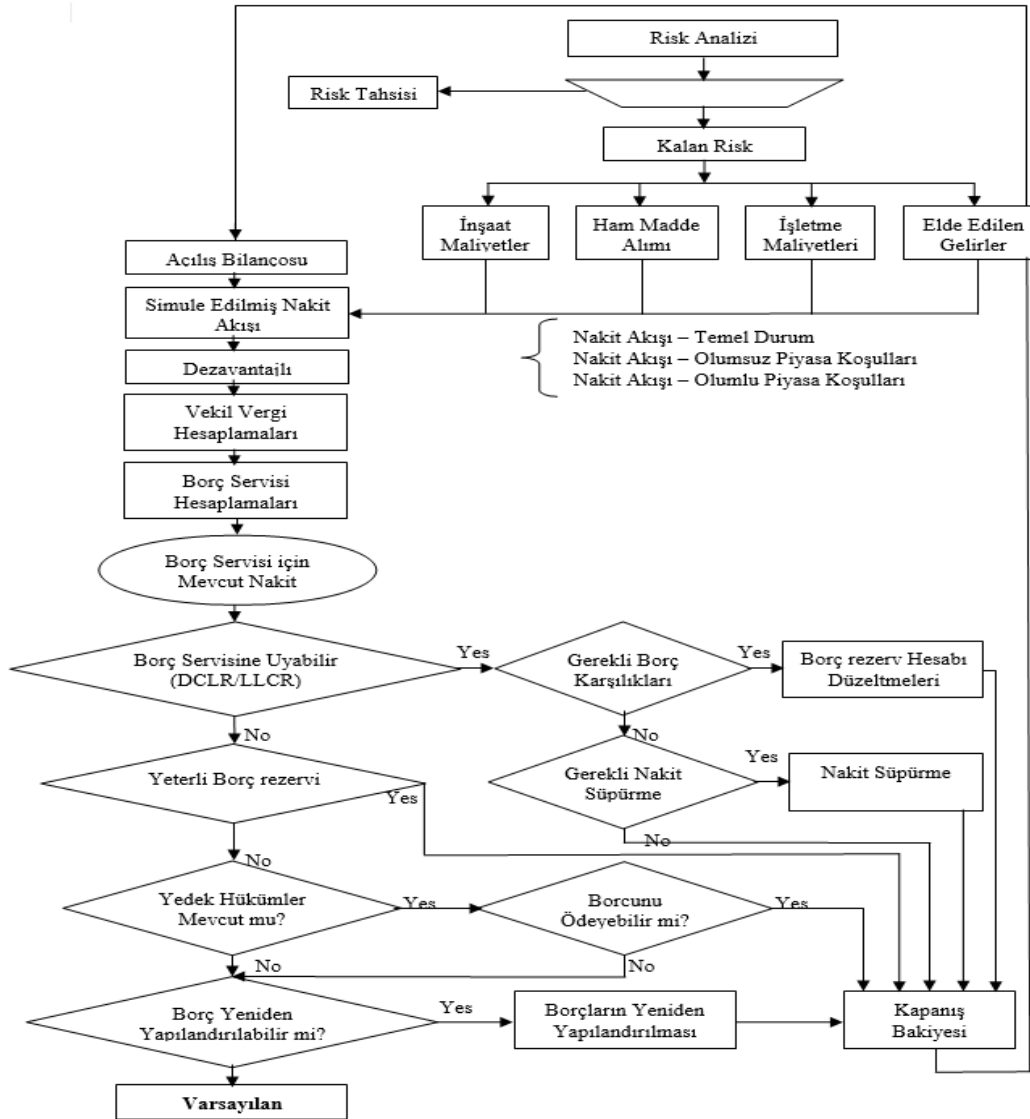 Risk Analizi
Risk Tahsisi
Kalan Risk
İnşaat
Maliyetler
Ham Madde
Alımı
İşletme
Maliyetleri
Elde Edilen
Gelirler
Açılış Bilançosu
Simule Edilmiş Nakit
Akışı
Nakit Akışı – Temel Durum
Nakit Akışı – Olumsuz Piyasa Koşulları
Nakit Akışı – Olumlu Piyasa Koşulları
Dezavantajlı
Vekil Vergi
Hesaplamaları
Borç Servisi
Hesaplamaları
Borç Servisi için
Mevcut Nakit
Borç Servisine Uyabilir
(DCLR/LLCR)
Yes
Gerekli Borç
Karşılıkları
Yes
Borç rezerv Hesabı
Düzeltmeleri
No
No
Yeterli Borç rezervi
Yes
Gerekli Nakit
Süpürme
Yes
Nakit Süpürme
No
No
Yedek Hükümler
Mevcut mu?
Yes
Borcunu
Ödeyebilir mi?
Yes
No
No
Borç Yeniden
Yapılandırılabilir mi?
Yes
Borçların Yeniden
Yapılandırılması
Kapanış
Bakiyesi
Varsayılan